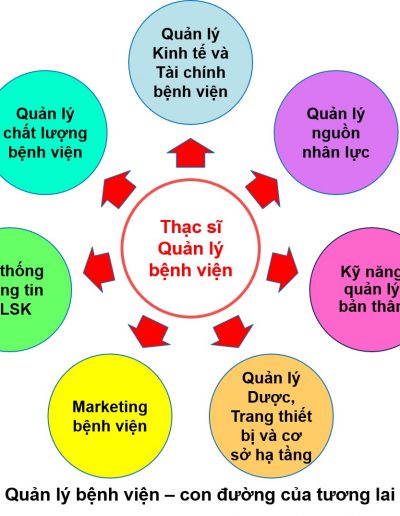 Quản lý
Kinh tế và
Tài chính
bệnh viện
Quản lý
nguồn
nhân lực
Kỹ năng
quản lý
bản thân
Quản lý
Dược,
Trang thiết
bị và cơ
sở hạ tầng
Marketing
bệnh viện
thống
ng tin
LSK
Quản lý
chất lượng
bệnh viện
Thạc sĩ
Quản lý
bệnh viện
Quản lý bệnh viện – con đường của tương lai